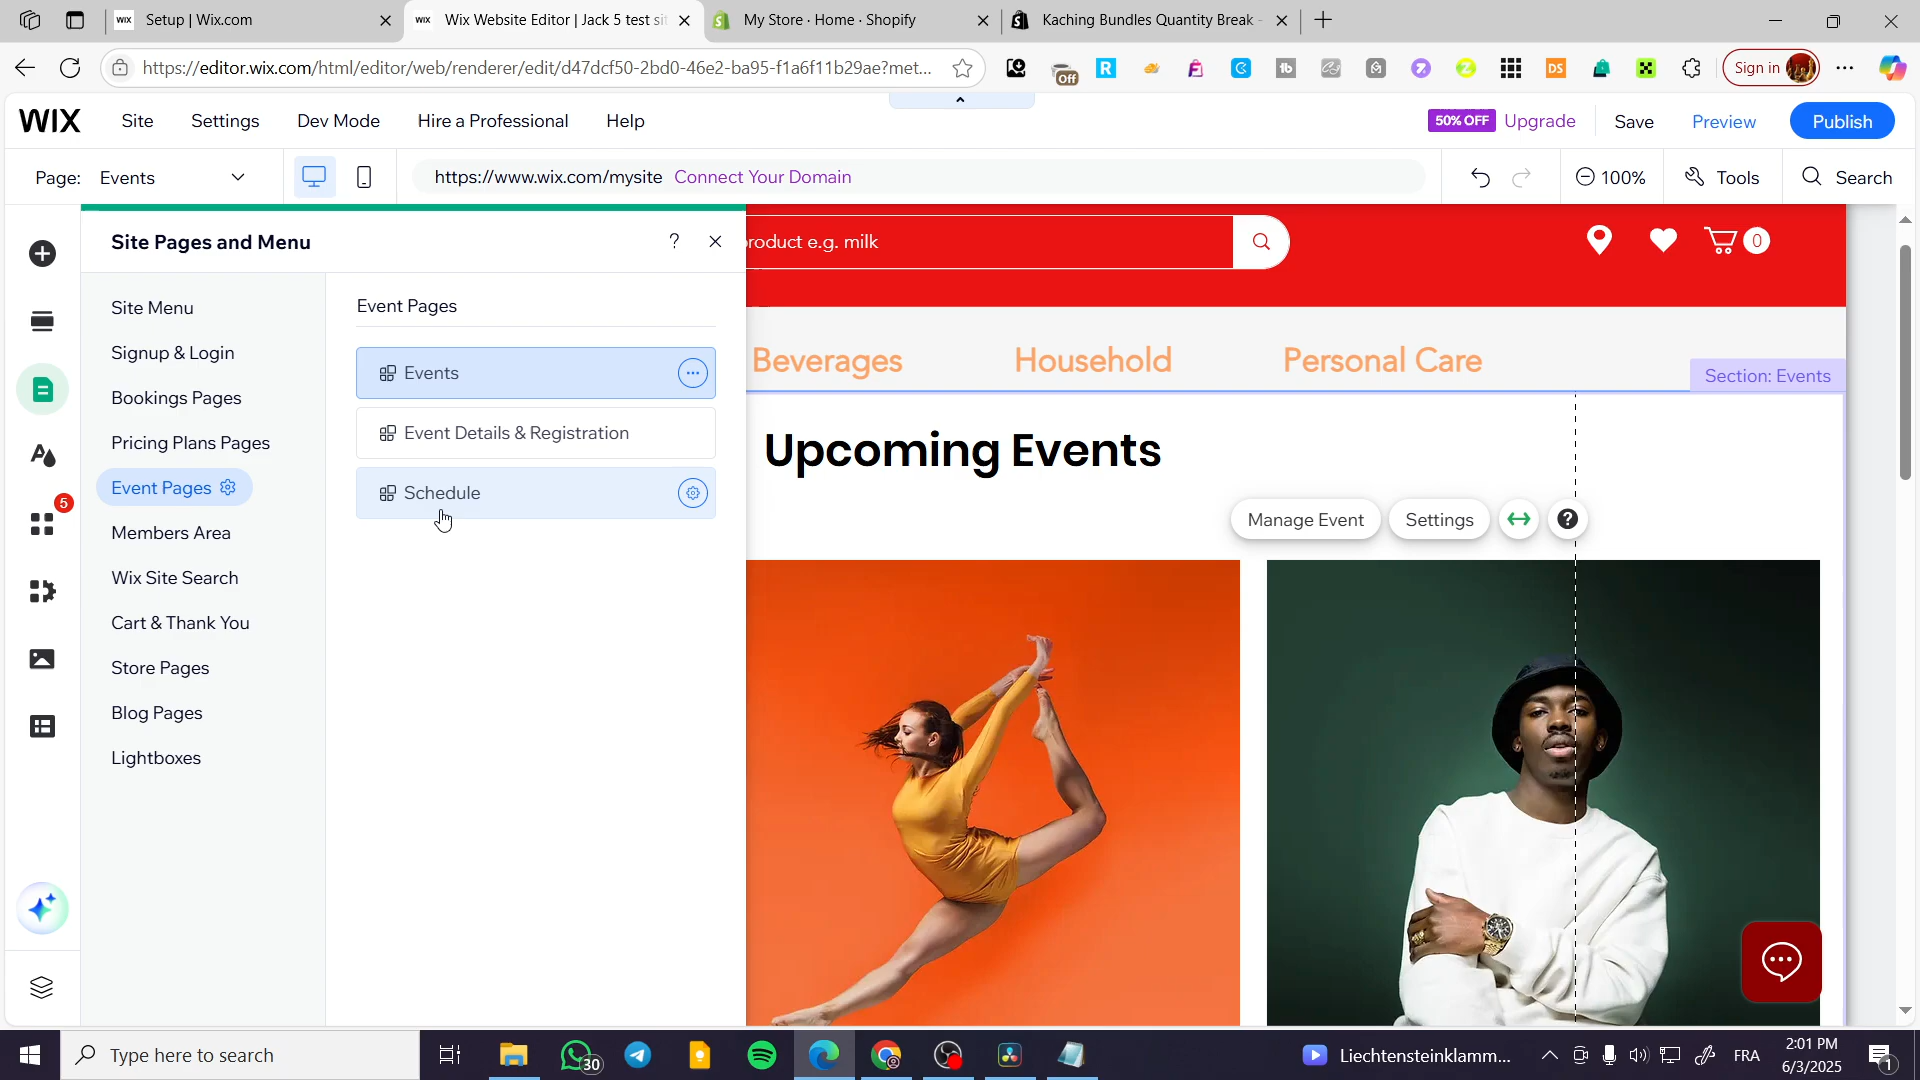 Setup | Wix.com
Wix Website Editor | Jack 5 test sit
My Store · Home · Shopify
Kaching Bundles Quantity Break -
https://editor.wix.com/html/editor/web/renderer/edit/d47dcf50-2bd0-46e2-ba95-f1a6f11b29ae?met...
Off
Sign in
WIX
Site
Settings
Dev Mode
Hire a Professional
Help
50% OFF
Upgrade
Save
Preview
Publish
Page: Events
https://www.wix.com/mysite Connect Your Domain
100%
Tools
Search
Site Pages and Menu
?
roduct e.g. milk
0
Site Menu
Signup & Login
Bookings Pages
Pricing Plans Pages
Event Pages
Members Area
Wix Site Search
Cart & Thank You
Store Pages
Blog Pages
Lightboxes
5
Event Pages
Events
Event Details & Registration
Schedule
Beverages
Household
Personal Care
Section: Events
Upcoming Events
Manage Event
Settings
?
Type here to search
30
Liechtensteinklamm...
FRA
2:01 PM
6/3/2025
1